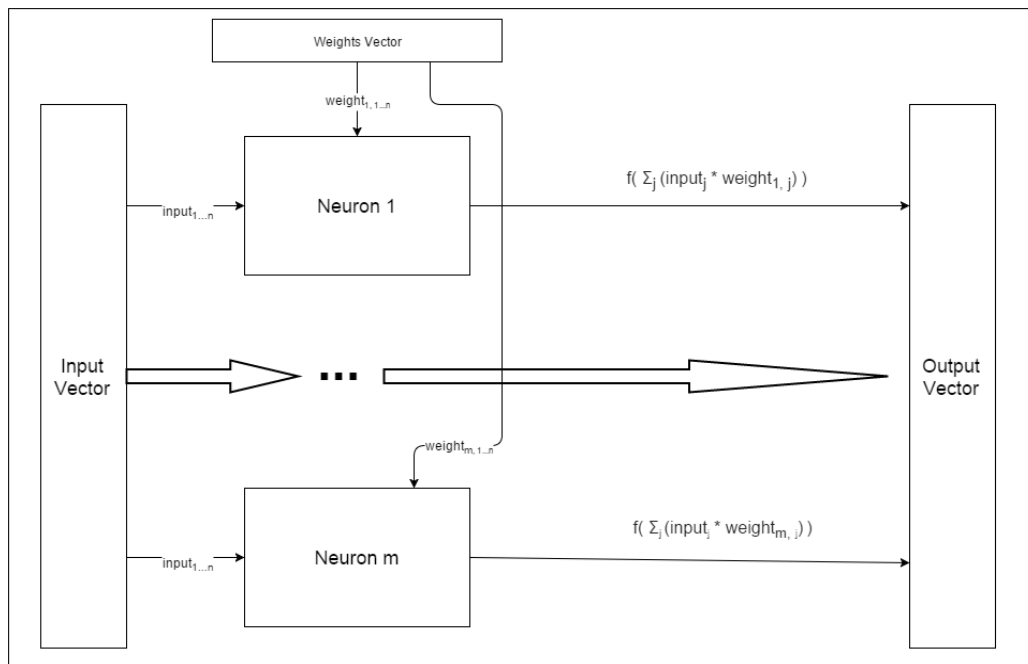 Weights Vector
weight1, 1...n
f( Σj (inputj * weight1, j) )
Neuron 1
input1...n
Input
Vector
...
Output
Vector
weightm, 1...n
f( Σj (inputj * weightm, j) )
Neuron m
input1...n